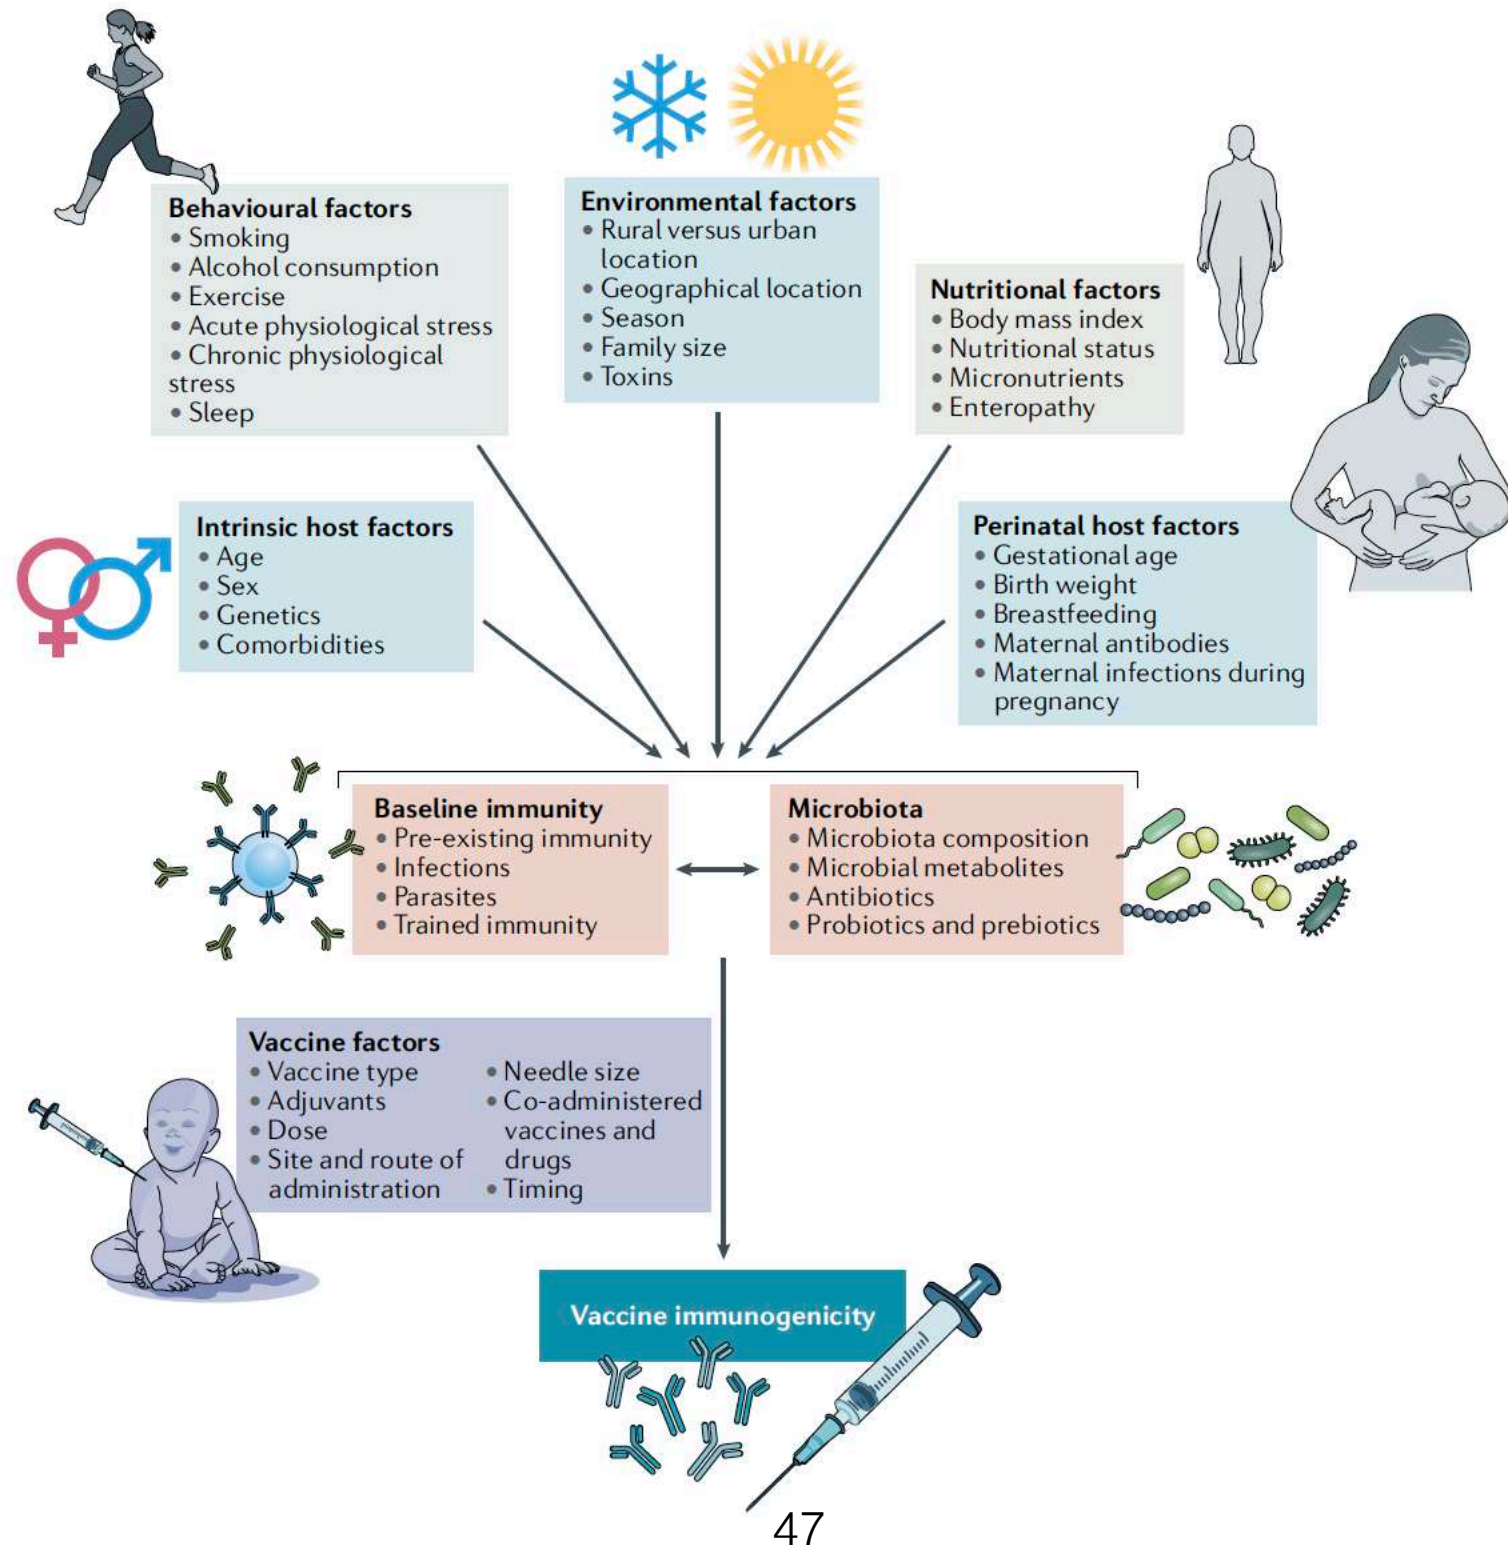 Behavioural factors
• Smoking
• Alcohol consumption
• Exercise
• Acute physiological stress
• Chronic physiological
stress
• Sleep
Environmental factors
• Rural versus urban
location
• Geographical location
• Season
• Family size
• Toxins
Nutritional factors
• Body mass index
• Nutritional status
• Micronutrients
• Enteropathy
Intrinsic host factors
• Age
• Sex
• Genetics
• Comorbidities
Perinatal host factors
• Gestational age
• Birth weight
• Breastfeeding
• Maternal antibodies
• Maternal infections during
pregnancy
Baseline immunity
• Pre-existing immunity
• Infections
• Parasites
• Trained immunity
Microbiota
• Microbiota composition
• Microbial metabolites
• Antibiotics
• Probiotics and prebiotics
Vaccine factors
• Vaccine type
• Adjuvants
• Dose
• Site and route of
administration
• Needle size
• Co-administered
vaccines and
drugs
• Timing
Vaccine immunogenicity
47